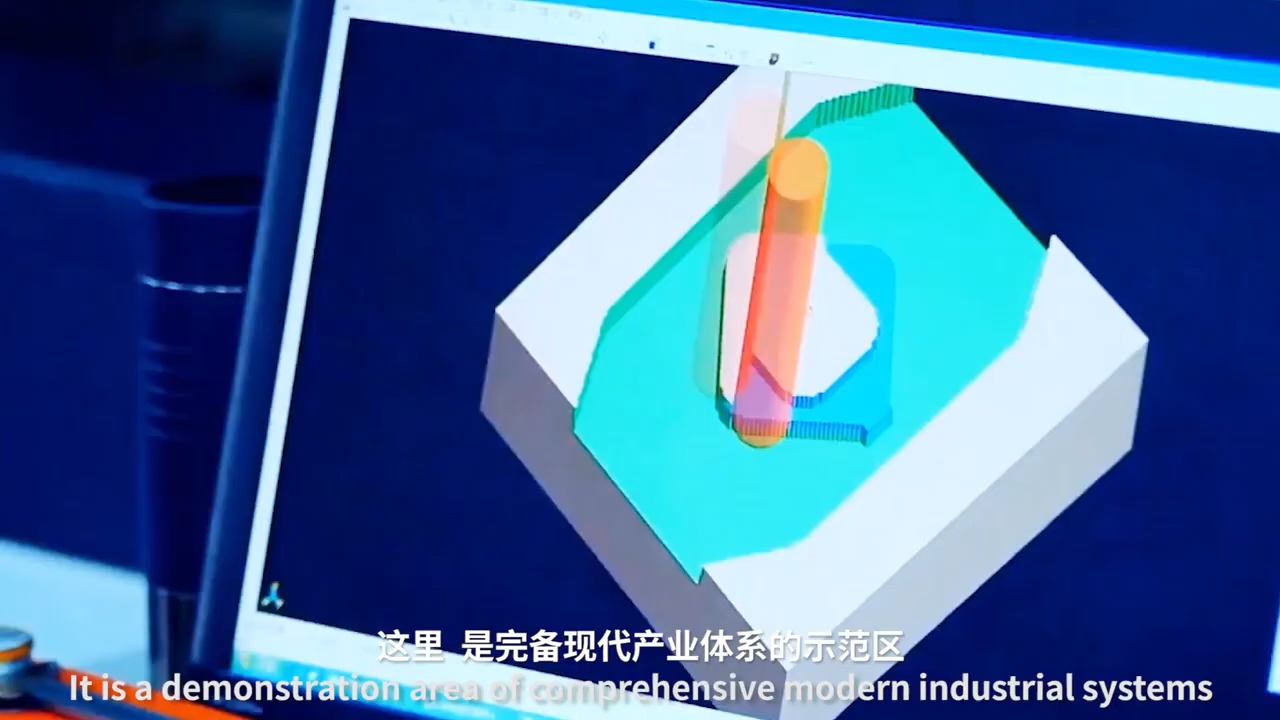 这里 是完备现代产业体系的示范区
It is a demonstration area of comprehensive modern industrial systems